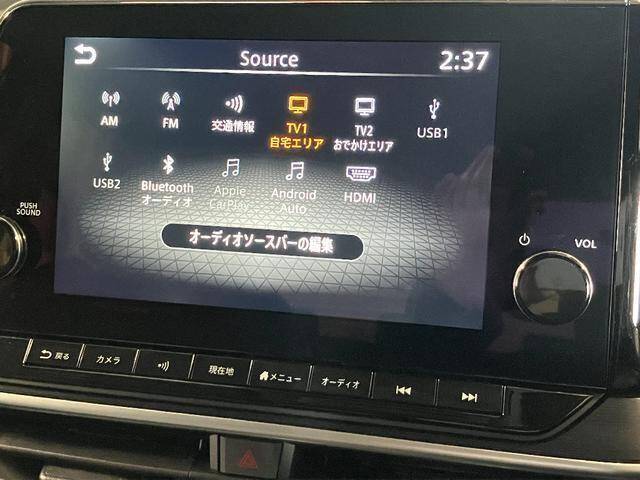 Source
2:37
AM
FM
交通情報
TV1
自宅エリア
TV2
おでかけエリア
USB1
USB2
Bluetooth
オーディオ
Apple
CarPlay
Android
Auto
HDMI
オーディオソースバーの編集
PUSH
SOUND
VOL
戻る
カメラ
現在地
メニュー
オーディオ